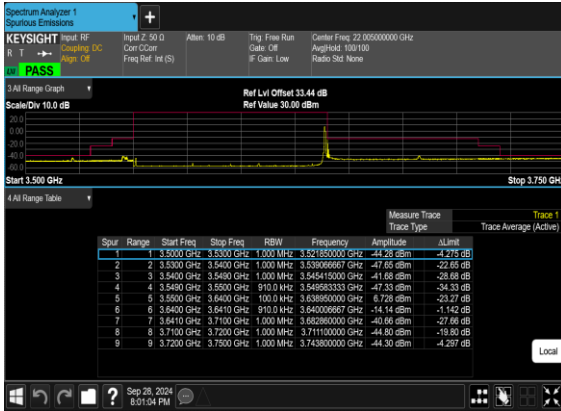 Spectrum Analyzer 1
Spurious Emissions
+
KEYSIGHT Input: RF Input Z: 50 Ω Atten: 10 dB Trig: Free Run Center Freq: 22.005000000 GHz
R T Coupling: DC Corr CCorr Gate: Off Avg|Hold: 100/100
Align: Off Freq Ref: Int (S) IF Gain: Low Radio Std: None
PASS
3 All Range Graph Ref Lvl Offset 33.44 dB
Scale/Div 10.0 dB Ref Value 30.00 dBm
20.0
0.00
-20.0
-40.0
-60.0
Start 3.500 GHz Stop 3.750 GH
4 All Range Table
Measure Trace Trace 1
Trace Type Trace Average (Active)
Spur Range Start Freq Stop Freq RBW Frequency Amplitude ΔLimit
1 1 3.5000 GHz 3.5300 GHz 1.000 MHz 3.521650000 GHz -44.28 dBm -4.275 dB
2 2 3.5300 GHz 3.5400 GHz 1.000 MHz 3.539066667 GHz -47.65 dBm -22.65 dB
3 3 3.5400 GHz 3.5490 GHz 1.000 MHz 3.545415000 GHz -41.68 dBm -28.68 dB
4 4 3.5490 GHz 3.5500 GHz 910.0 kHz 3.549583333 GHz -47.33 dBm -34.33 dB
5 5 3.5500 GHz 3.6400 GHz 100.0 kHz 3.638950000 GHz 6.728 dBm -23.27 dB
6 6 3.6400 GHz 3.6410 GHz 910.0 kHz 3.640006667 GHz -14.14 dBm -1.142 dB
7 7 3.6410 GHz 3.7100 GHz 1.000 MHz 3.682860000 GHz -40.66 dBm -27.66 dB
8 8 3.7100 GHz 3.7200 GHz 1.000 MHz 3.711100000 GHz -44.80 dBm -19.80 dB
9 9 3.7200 GHz 3.7500 GHz 1.000 MHz 3.743800000 GHz -44.30 dBm -4.297 dB
Local
? Sep 28, 2024
8:01:04 PM